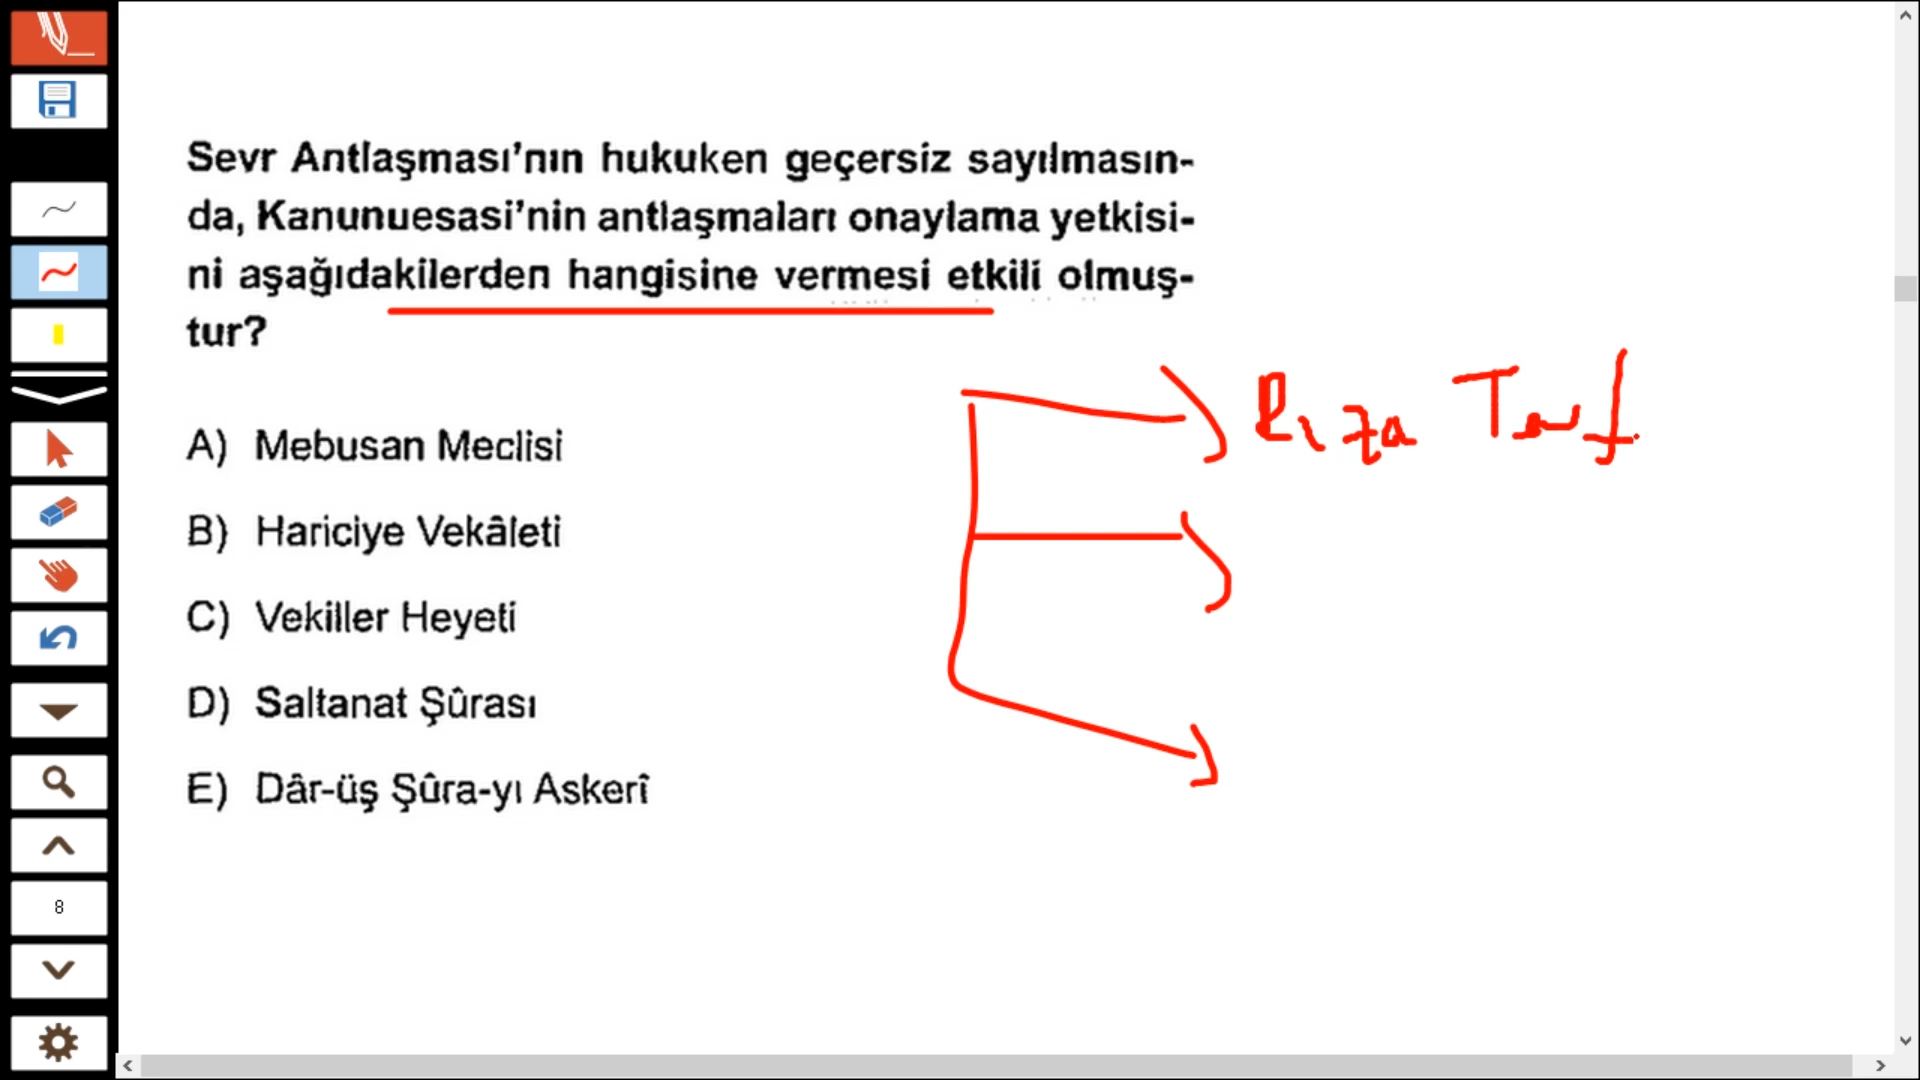 Sevr Antlaşması'nın hukuken geçersiz sayılmasın-
da, Kanunuesasi'nin antlaşmaları onaylama yetkisi-
ni aşağıdakilerden hangisine vermesi etkili olmuş-
tur?
A) Mebusan Meclisi
B) Hariciye Vekâleti
C) Vekiller Heyeti
D) Saltanat Şûrası
E) Dâr-üş Şûra-yı Askerî
Rıza Tevf
8